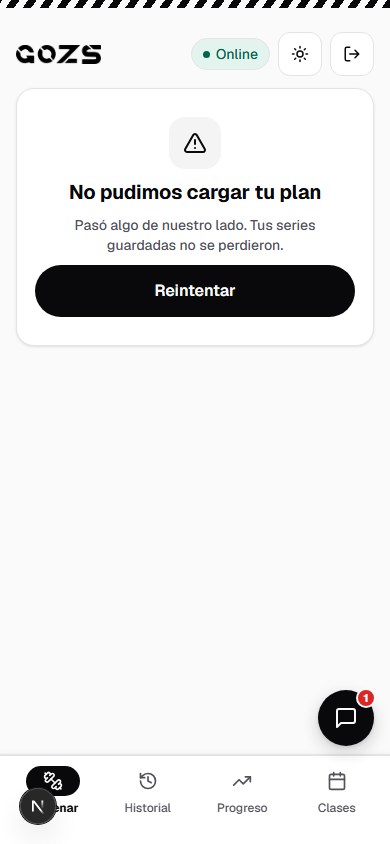 GOZS
Online
No pudimos cargar tu plan
Pasó algo de nuestro lado. Tus series
guardadas no se perdieron.
Reintentar
1
N
Historial
Progreso
Clases